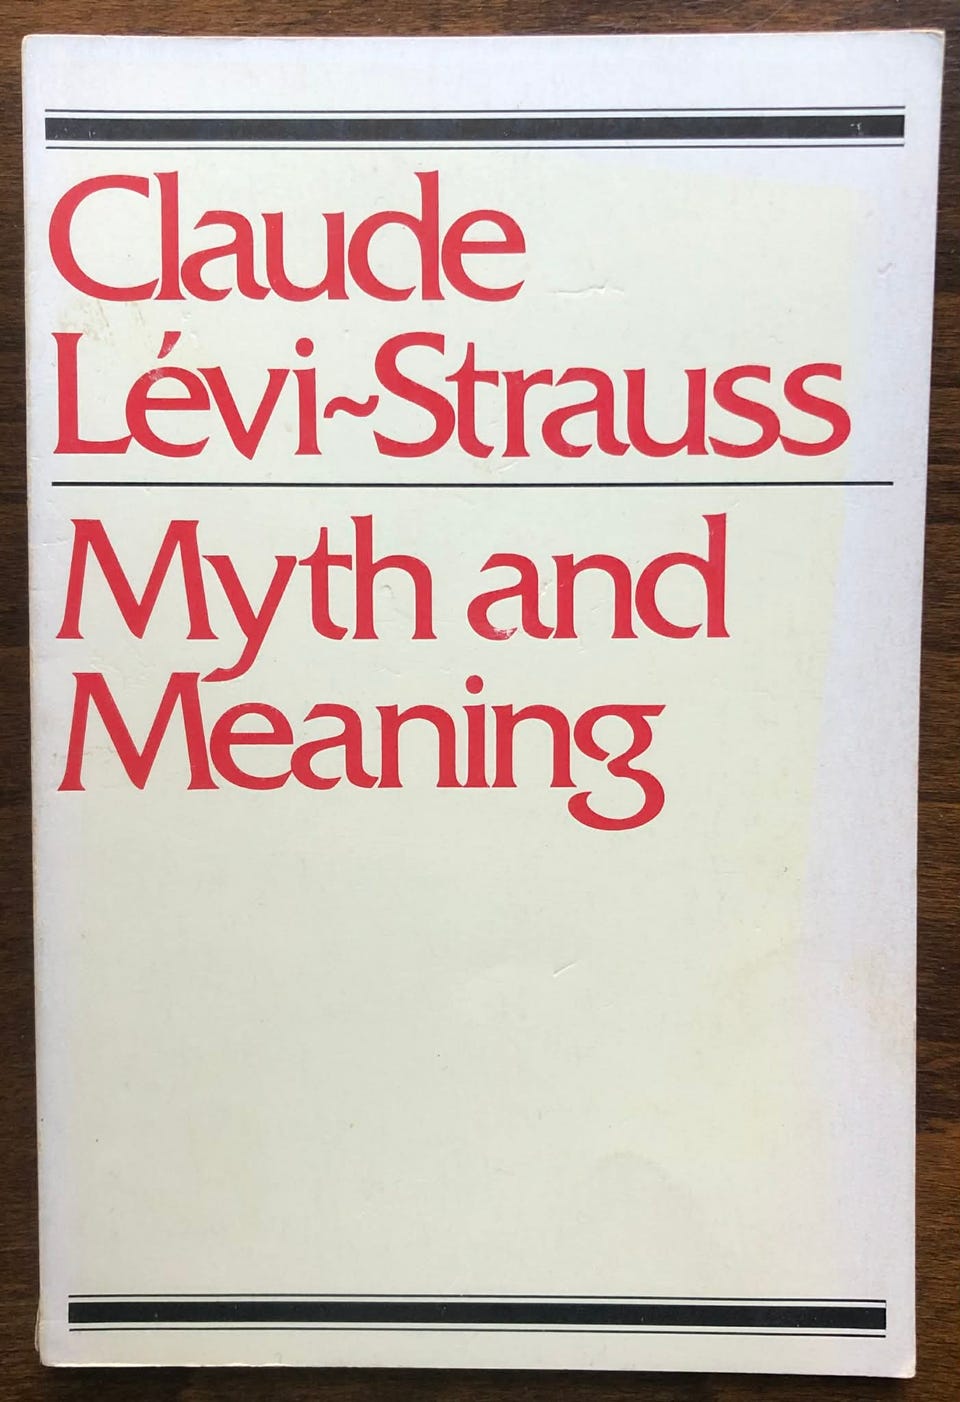 Claude
Lévi~Strauss
Myth and
Meaning